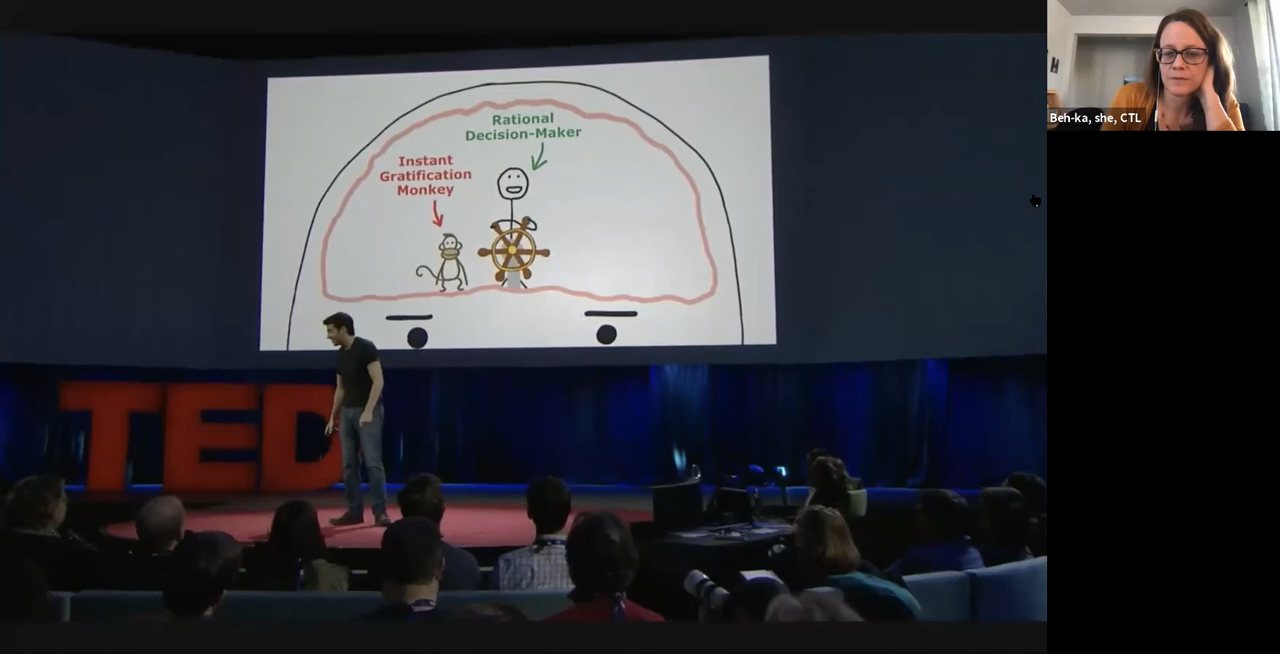 Rational
Decision-Maker
Instant
Gratification
Monkey
TED
Beh-ka, she, CTL